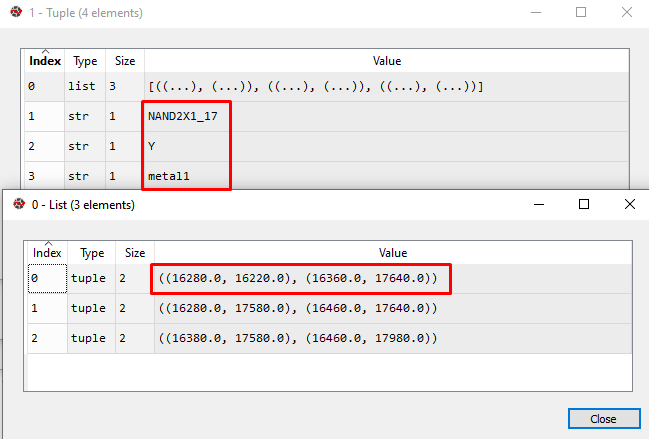 1 - Tuple (4 elements)
Index Type Size Value
0 list 3 [((...), (...)), ((...), (...)), ((...), (...))]
1 str 1 NAND2X1_17
2 str 1 Y
3 str 1 metal1
0 - List (3 elements)
Index Type Size Value
0 tuple 2 ((16280.0, 16220.0), (16360.0, 17640.0))
1 tuple 2 ((16280.0, 17580.0), (16460.0, 17640.0))
2 tuple 2 ((16380.0, 17580.0), (16460.0, 17980.0))
Close